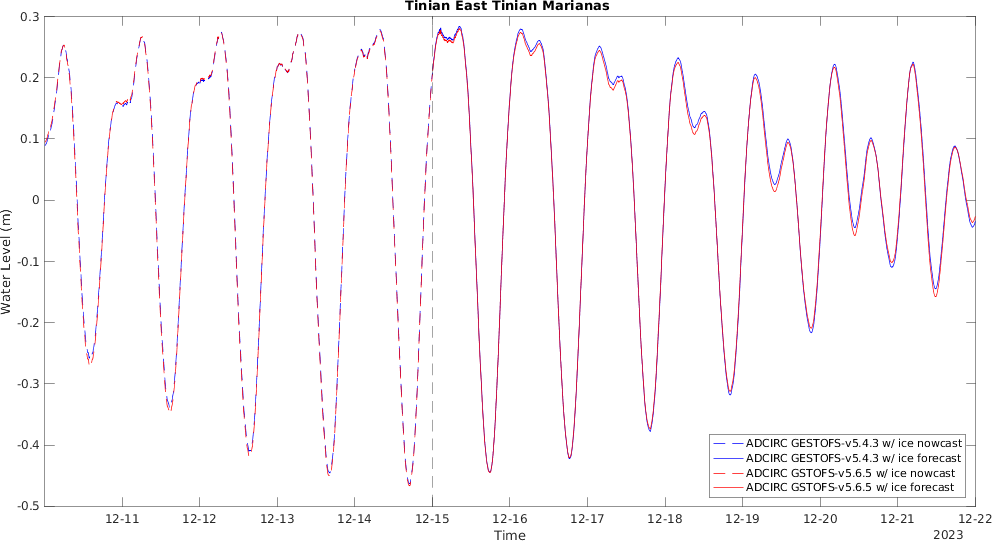 Tinian East Tinian Marianas
0.3
0.2
0.1
0
-0.1
-0.2
-0.3
-0.4
-0.5
Water Level (m)
ADCIRC GESTOFS-v5.4.3 w/ ice nowcast
ADCIRC GESTOFS-v5.4.3 w/ ice forecast
ADCIRC GSTOFS-v5.6.5 w/ ice nowcast
ADCIRC GSTOFS-v5.6.5 w/ ice forecast
12-11 12-12 12-13 12-14 12-15 12-16 12-17 12-18 12-19 12-20 12-21 12-22
Time
2023